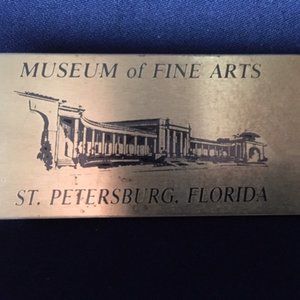 MUSEUM of FINE ARTS
ST. PETERSBURG, FLORIDA